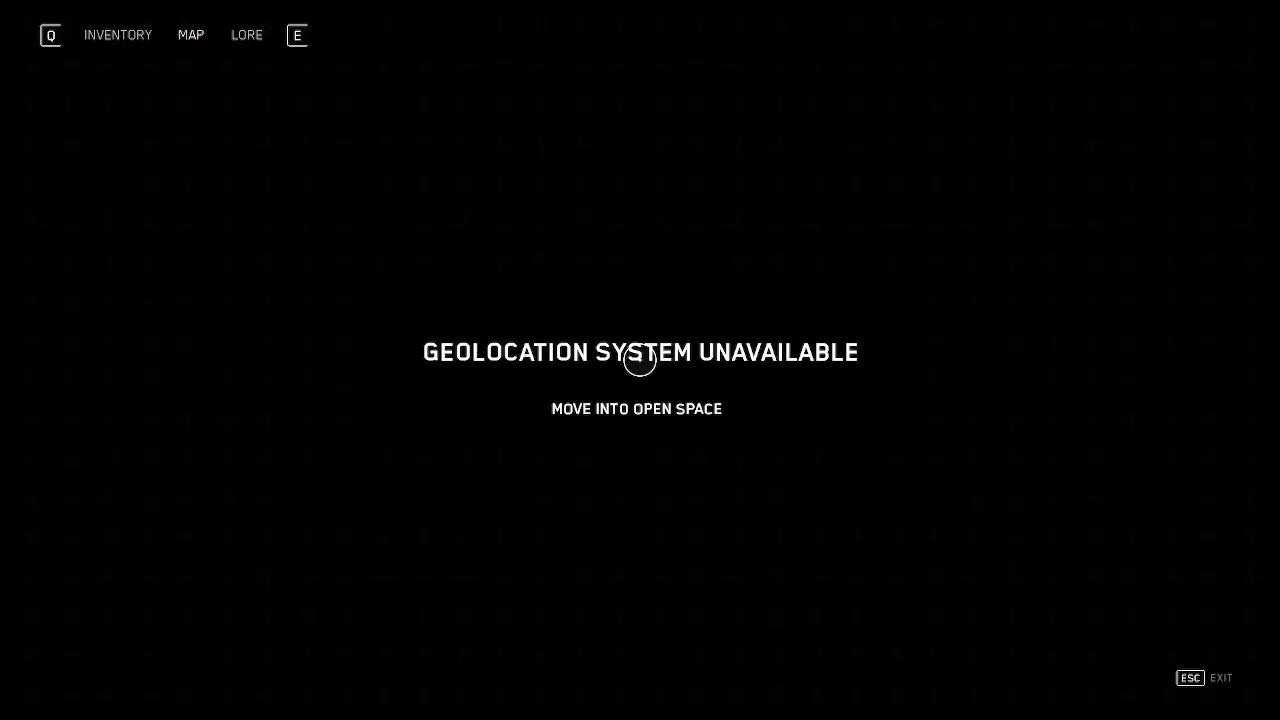 Q INVENTORY MAP LORE E
GEOLOCATION SYSTEM UNAVAILABLE
MOVE INTO OPEN SPACE
ESC EXIT